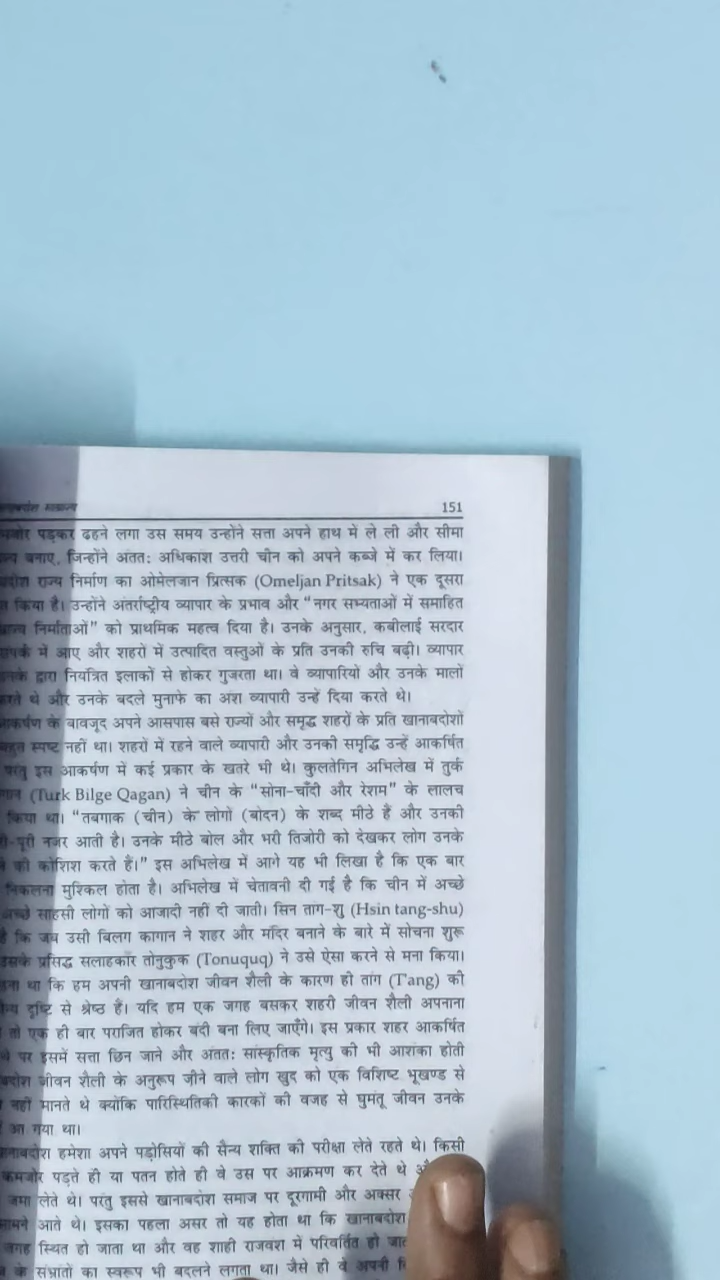 151
पड़कर ढहने लगा उस समय उन्होंने सत्ता अपने हाथ में ले ली और सीमा
बनाए, जिन्होंने अंततः अधिकांश उत्तरी चीन को अपने कब्जे में कर लिया।
राज्य निर्माण का ओमेलजान प्रित्सक (Omeljan Pritsak) ने एक दूसरा
किया है। उन्होंने अंतर्राष्ट्रीय व्यापार के प्रभाव और "नगर सभ्यताओं में समाहित
निर्माताओं" को प्राथमिक महत्व दिया है। उनके अनुसार, कबीलाई सरदार
में आए और शहरों में उत्पादित वस्तुओं के प्रति उनकी रुचि बढ़ी। व्यापार
द्वारा नियंत्रित इलाकों से होकर गुजरता था। वे व्यापारियों और उनके मालों
थे और उनके बदले मुनाफे का अंश व्यापारी उन्हें दिया करते थे।
के बावजूद अपने आसपास बसे राज्यों और समृद्ध शहरों के प्रति खानाबदोशों
स्पष्ट नहीं था। शहरों में रहने वाले व्यापारी और उनकी समृद्धि उन्हें आकर्षित
परंतु इस आकर्षण में कई प्रकार के खतरे भी थे। कुलतेगिन अभिलेख में तुर्क
(Turk Bilge Qagan) ने चीन के "सोना-चाँदी और रेशम" के लालच
किया था। "तबगाक (चीन) के लोगों (बोदन) के शब्द मीठे हैं और उनकी
नजर आती है। उनके मीठे बोल और भरी तिजोरी को देखकर लोग उनके
की कोशिश करते हैं।" इस अभिलेख में आगे यह भी लिखा है कि एक बार
निकलना मुश्किल होता है। अभिलेख में चेतावनी दी गई है कि चीन में अच्छे
अच्छे साहसी लोगों को आजादी नहीं दी जाती। सिन तांग-शु (Hsin tang-shu)
है कि जब उसी बिलग कागान ने शहर और मंदिर बनाने के बारे में सोचना शुरू
उसके प्रसिद्ध सलाहकार तोनुकुक (Tonuquq) ने उसे ऐसा करने से मना किया।
था कि हम अपनी खानाबदोश जीवन शैली के कारण ही तांग (T'ang) की
दृष्टि से श्रेष्ठ हैं। यदि हम एक जगह बसकर शहरी जीवन शैली अपनाना
तो एक ही बार पराजित होकर बंदी बना लिए जाएँगे। इस प्रकार शहर आकर्षित
पर इसमें सत्ता छिन जाने और अंततः सांस्कृतिक मृत्यु की भी आशंका होती
जीवन शैली के अनुरूप जीने वाले लोग खुद को एक विशिष्ट भूखण्ड से
नहीं मानते थे क्योंकि पारिस्थितिकी कारकों की वजह से घुमंतू जीवन उनके
आ गया था।
हमेशा अपने पड़ोसियों की सैन्य शक्ति की परीक्षा लेते रहते थे। किसी
कमजोर पड़ते ही या पतन होते ही वे उस पर आक्रमण कर देते थे
जमा लेते थे। परंतु इससे खानाबदोश समाज पर दूरगामी और अक्सर
आते थे। इसका पहला असर तो यह होता था कि खानाबदोश
स्थित हो जाता था और वह शाही राजवंश में परिवर्तित हो
के संभ्रांतों का स्वरूप भी बदलने लगता था। जैसे ही वे अपनी